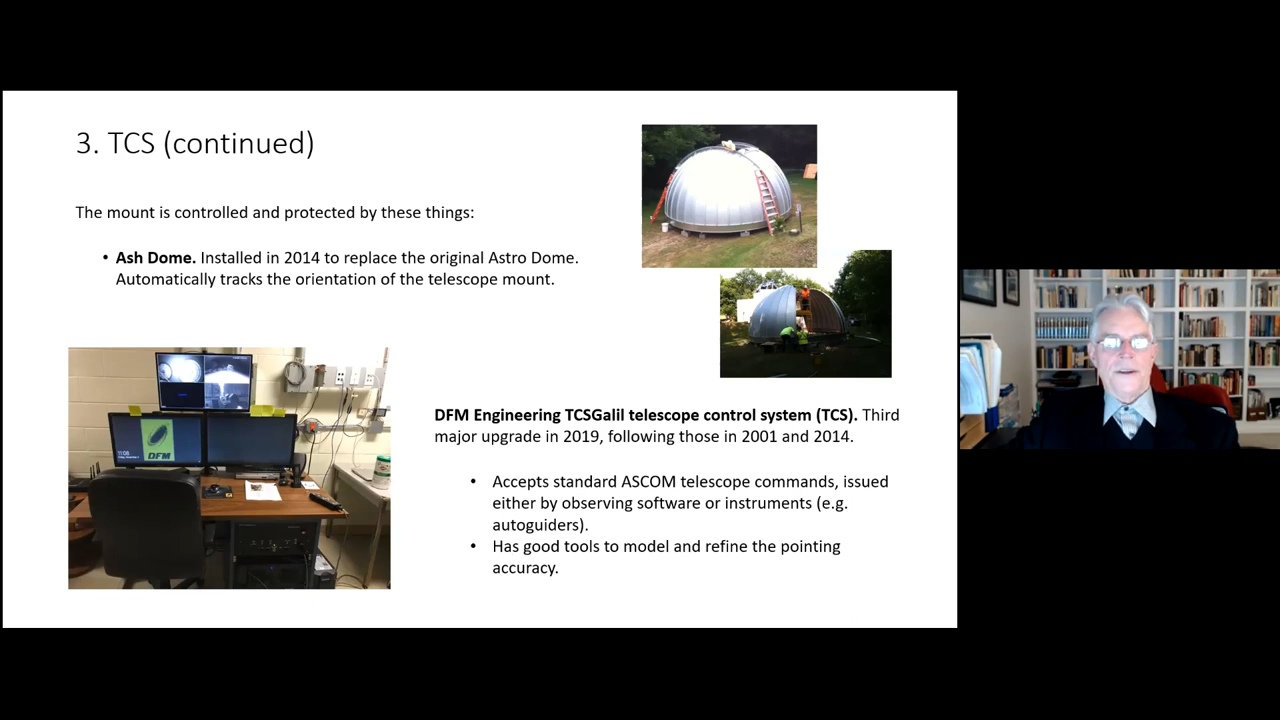 3. TCS (continued)
The mount is controlled and protected by these things:
• Ash Dome. Installed in 2014 to replace the original Astro Dome.
Automatically tracks the orientation of the telescope mount.
DFM
DFM Engineering TCSGalil telescope control system (TCS). Third
major upgrade in 2019, following those in 2001 and 2014.
• Accepts standard ASCOM telescope commands, issued
either by observing software or instruments (e.g.
autoguiders).
• Has good tools to model and refine the pointing
accuracy.